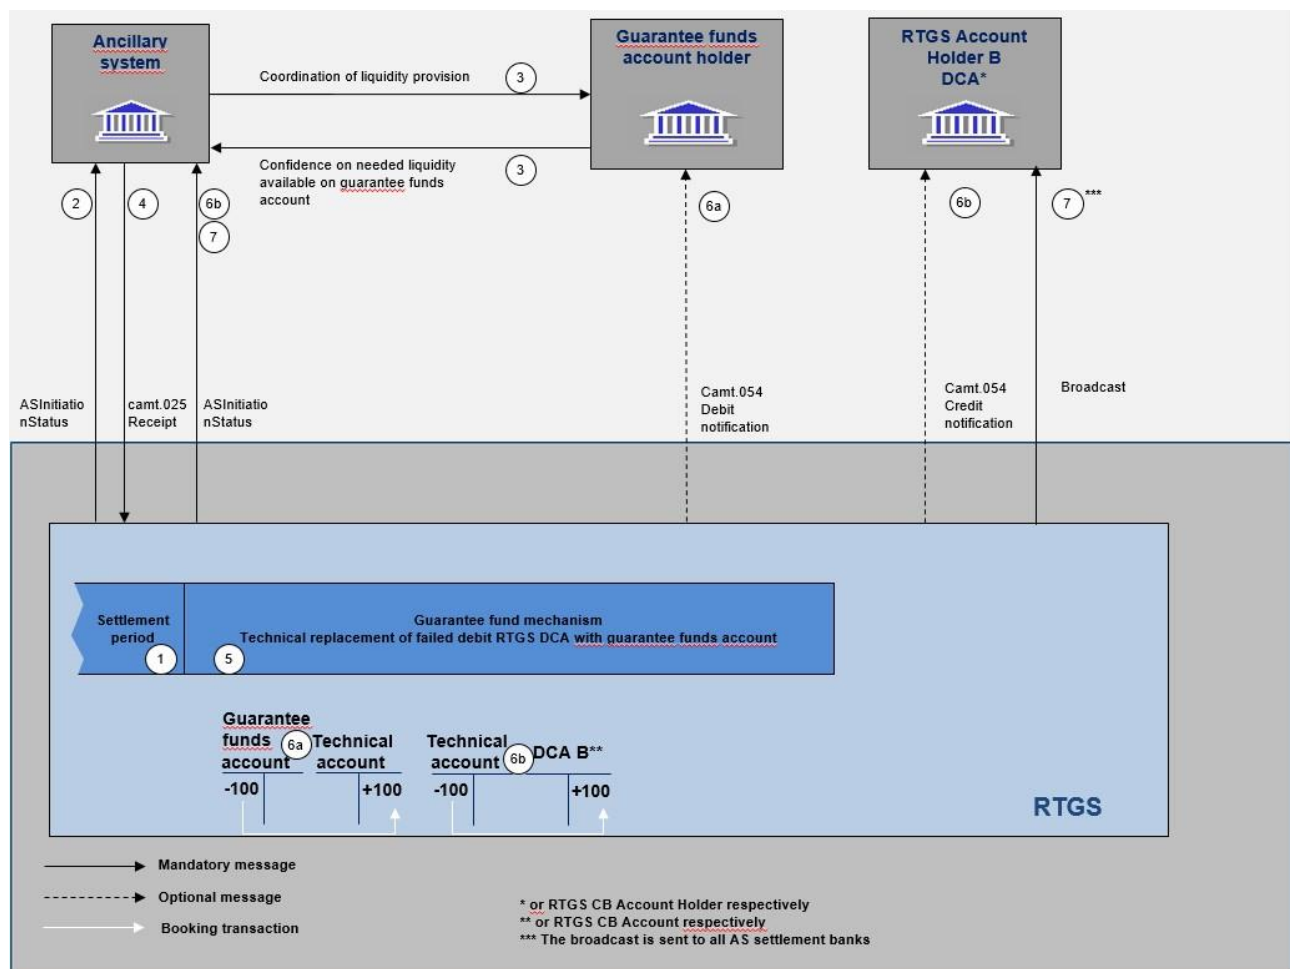 Ancillary
system
Guarantee funds
account holder
RTGS Account
Holder B
DCA*
Coordination of liquidity provision
3
Confidence on needed liquidity
available on guarantee funds
account
3
2
4
6b
7
6a
6b
7
***
ASInitiatio
nStatus
camt.025
Receipt
ASInitiatio
nStatus
Camt.054
Debit
notification
Camt.054
Credit
notification
Broadcast
Settlement
period
1
Guarantee fund mechanism
Technical replacement of failed debit RTGS DCA with guarantee funds account
5
Guarantee
funds
account
6a
Technical
account
Technical
account
6b
DCA B**
-100
+100
-100
+100
RTGS
Mandatory message
Optional message
Booking transaction
* or RTGS CB Account Holder respectively
** or RTGS CB Account respectively
*** The broadcast is sent to all AS settlement banks